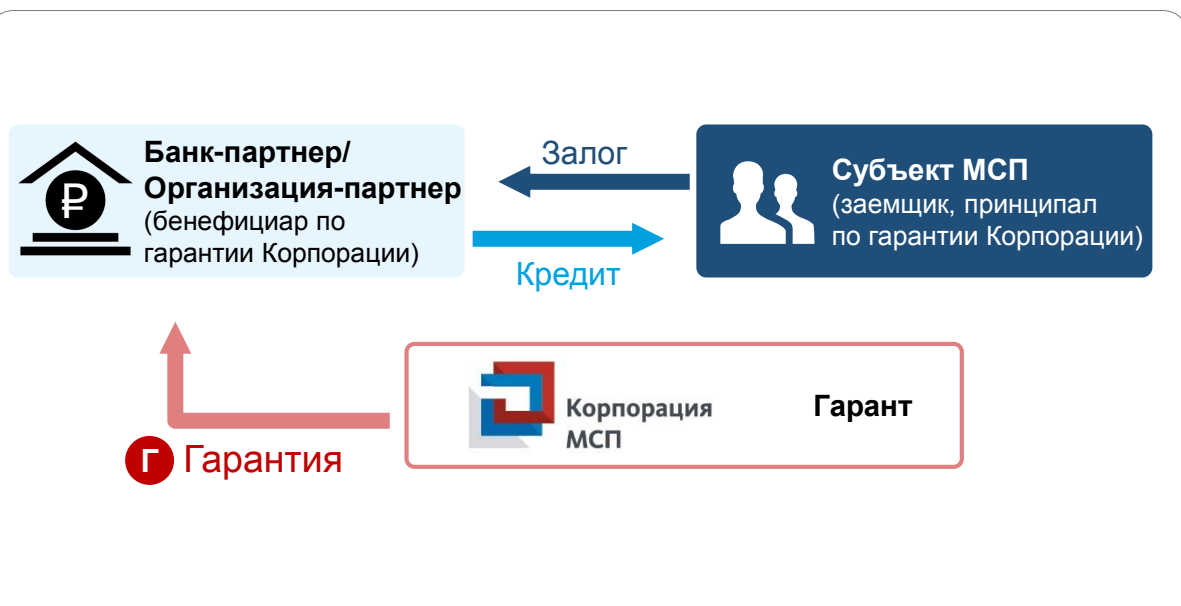 Банк-партнер/
Организация-партнер
(бенефициар по
гарантии Корпорации)
Залог
Кредит
Субъект МСП
(заемщик, принципал
по гарантии Корпорации)
Г Гарантия
Корпорация
МСП
Гарант